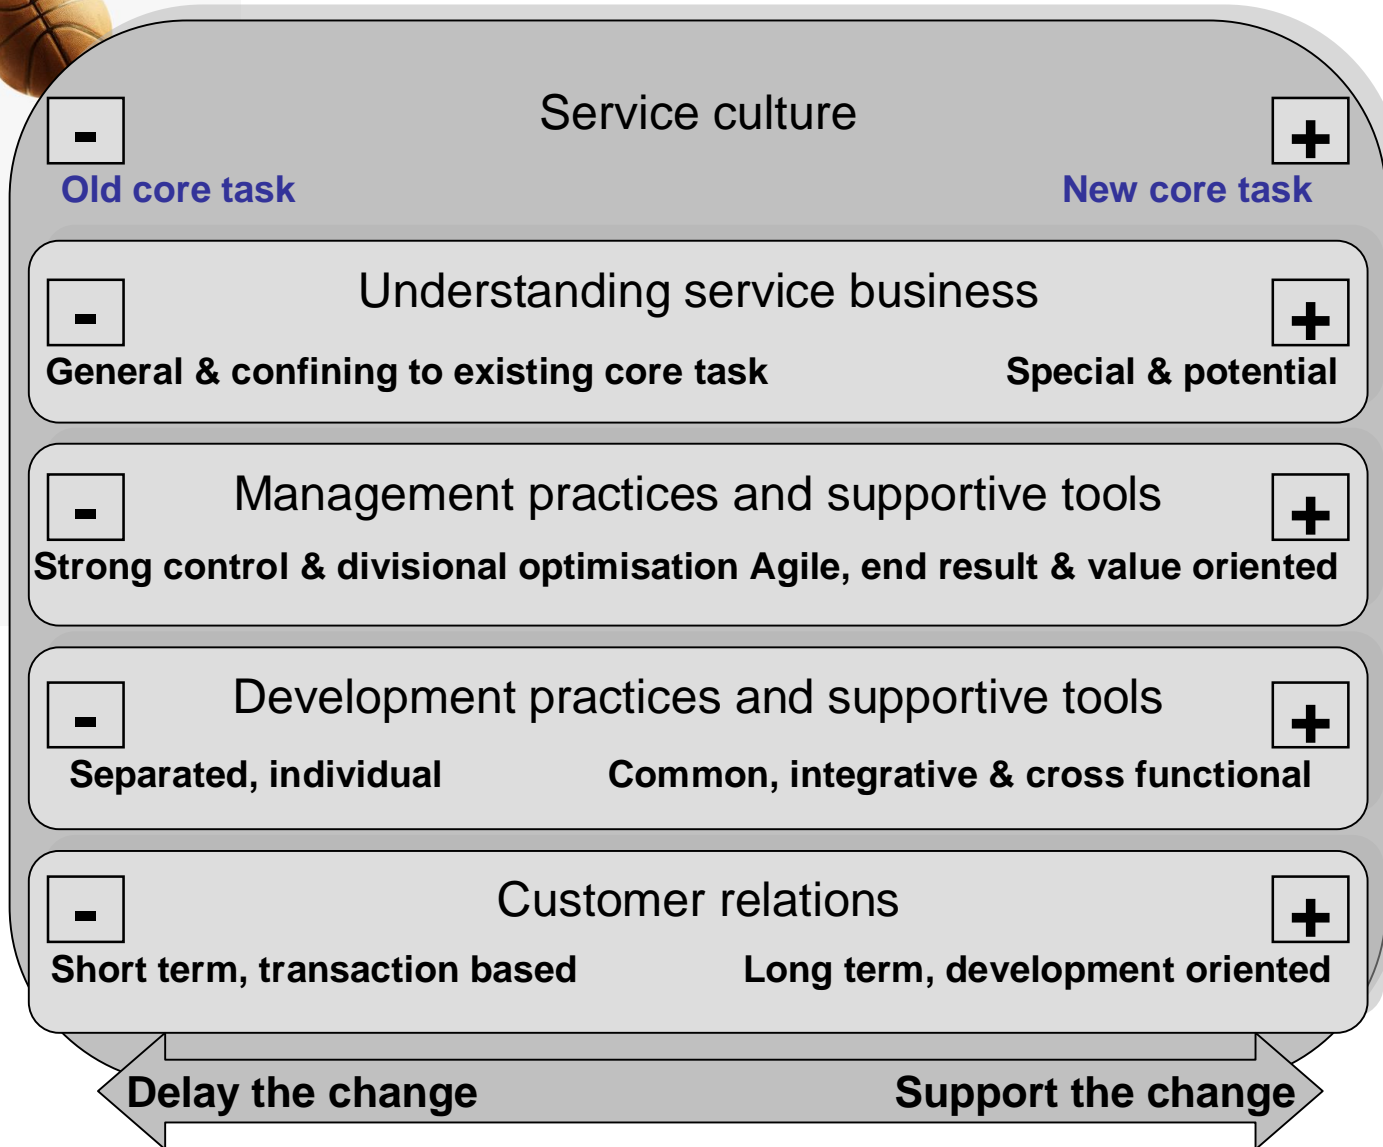 Service culture
- +
Old core task New core task
Understanding service business
- +
General & confining to existing core task Special & potential
Management practices and supportive tools
- +
Strong control & divisional optimisation Agile, end result & value oriented
Development practices and supportive tools
- +
Separated, individual Common, integrative & cross functional
Customer relations
- +
Short term, transaction based Long term, development oriented
Delay the change Support the change